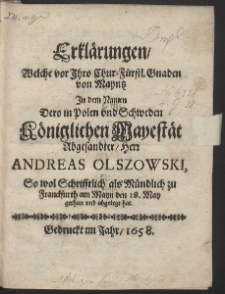 Erklärungen/
Welche vor Ihro Chur-Fürstl. Gnaden
von Mayntz
In dem Namen
Dero in Polen vnd Schweden
Königlichen Mayestät
Abgesandter/ Herr
ANDREAS OLSZOWSKI,
So wol Schrifftlich als Mündlich zu
Franckfurth am Mayn den 18. May
gethan vnd abgelegt hat.
Gedruckt im Jahr/ 1658.